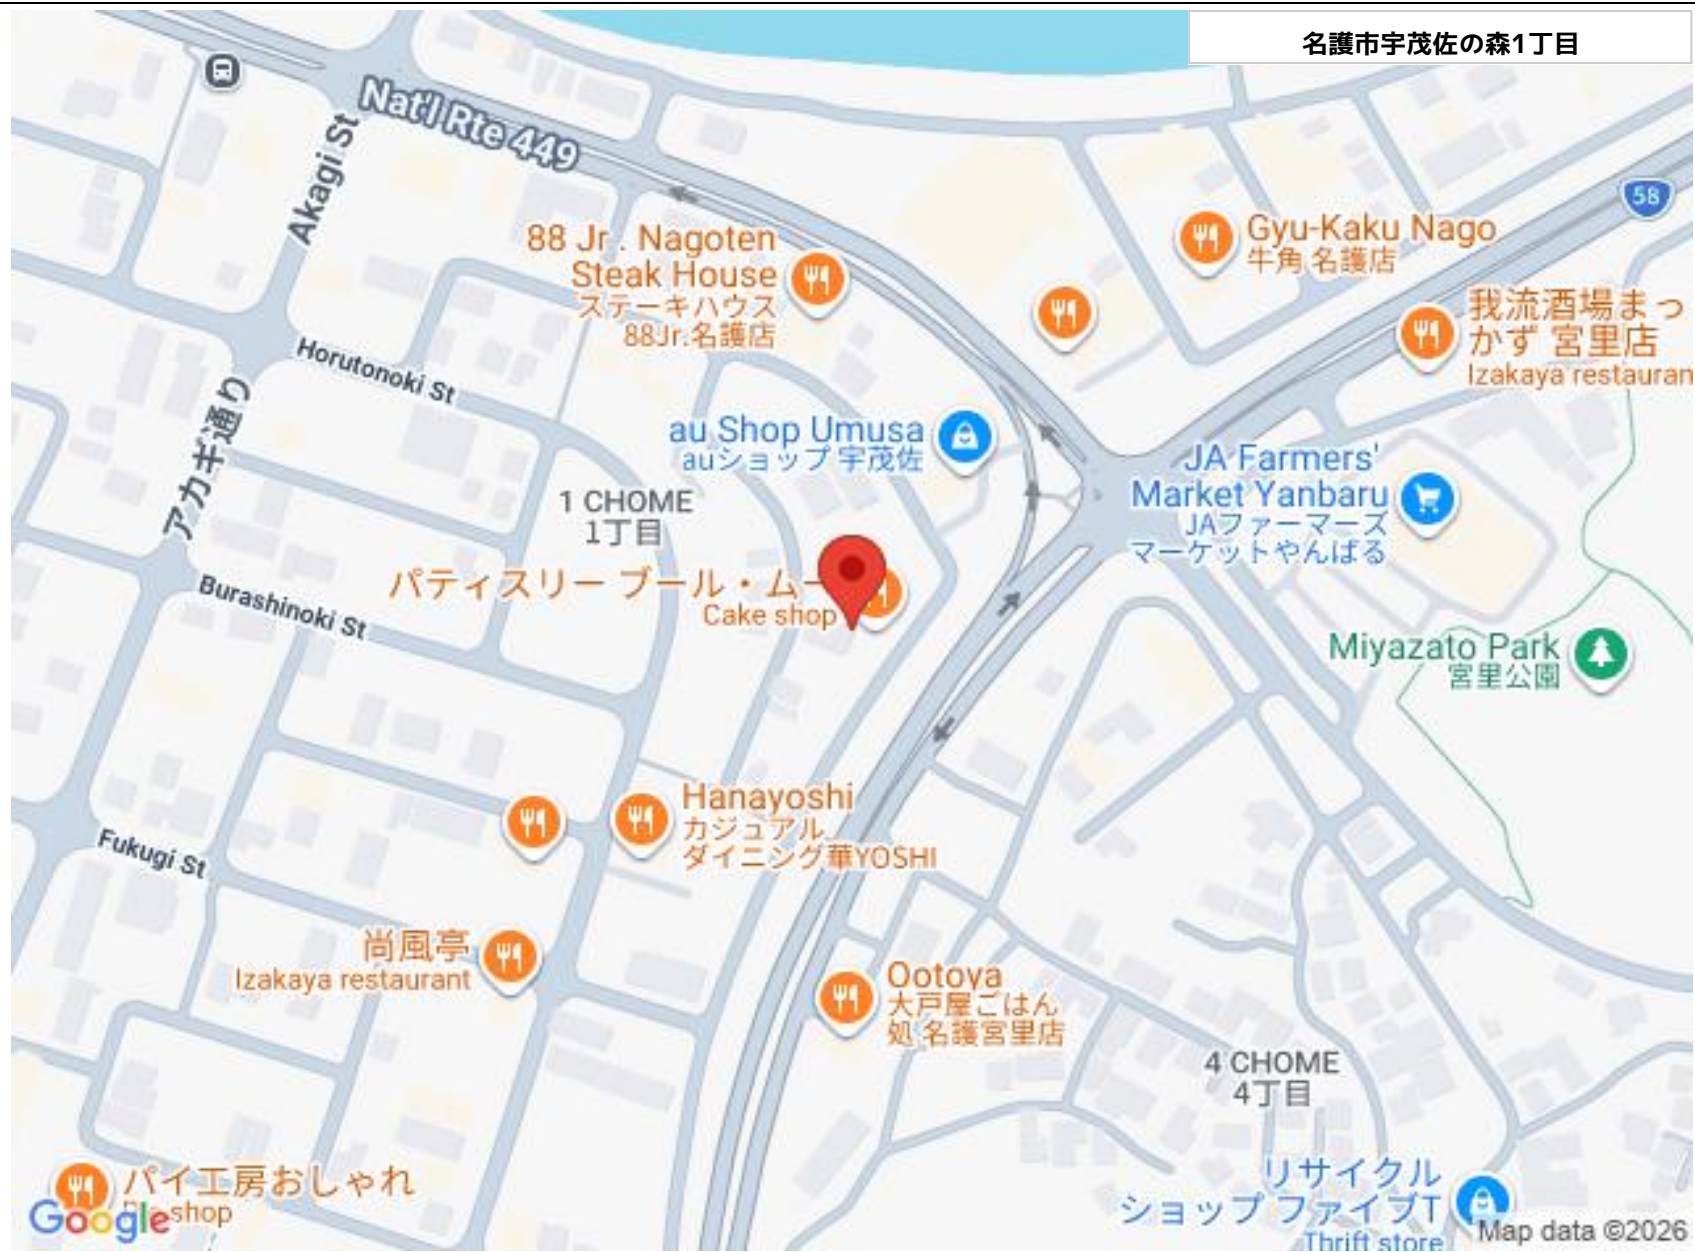 名護市宇茂佐の森1丁目
Nat'l Rte 449
Akagi St
58
Gyu-Kaku Nago
牛角 名護店
88 Jr. Nagoten
Steak House
ステーキハウス
88Jr.名護店
我流酒場まっ
かず 宮里店
Izakaya restauran
Horutonoki St
アカギ通り
au Shop Umusa
auショップ 宇茂佐
JA Farmers'
Market Yanbaru
JAファーマーズ
マーケットやんばる
1 CHOME
1丁目
パティスリー ブール・ム
Cake shop
Burashinoki St
Miyazato Park
宮里公園
Hanayoshi
カジュアル
ダイニング華YOSHI
Fukugi St
尚風亭
Izakaya restaurant
Ootoya
大戸屋ごはん
処 名護宮里店
4 CHOME
4丁目
パイ工房おしゃれ
shop
リサイクル
ショップ ファイブT
Thrift store
Google
Map data ©2026